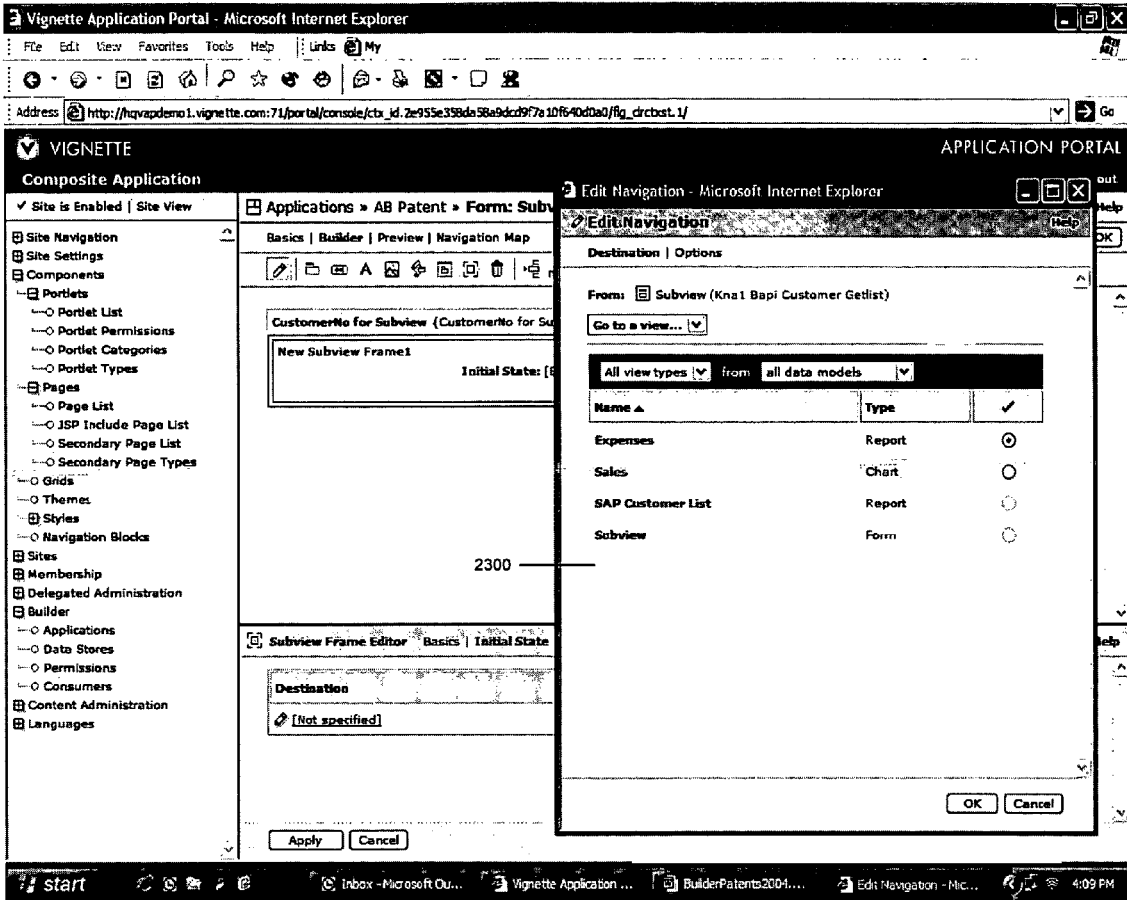 Vignette Application Portal - Microsoft Internet Explorer
File Edit View Favorites Tools Help Links My
Address http://hqvapdemo1.vignette.com:71/portal/console/ctx_id.2e955e358da58a9dcd9f7a10f640d0a0/flg_drctxst.1/ Go
VIGNETTE APPLICATION PORTAL
Composite Application out
Site is Enabled | Site View
Applications » AB Patent » Form: Subv Help
Basics | Builder | Preview | Navigation Map OK
Site Navigation
Site Settings
Components
Portlets
Portlet List
Portlet Permissions
Portlet Categories
Portlet Types
Pages
Page List
JSP Include Page List
Secondary Page List
Secondary Page Types
Grids
Themes
Styles
Navigation Blocks
Sites
Membership
Delegated Administration
Builder
Applications
Data Stores
Permissions
Consumers
Content Administration
Languages
CustomerNo for Subview {CustomerNo for Su
New Subview Frame1
Initial State: [E
2300
Subview Frame Editor Basics | Initial State elp
Destination
[Not specified]
Apply Cancel
Edit Navigation - Microsoft Internet Explorer
Edit Navigation Help
Destination | Options
From: Subview (Kna1 Bapi Customer Getlist)
Go to a view...
All view types from all data models
Name Type
Expenses Report
Sales Chart
SAP Customer List Report
Subview Form
OK Cancel
start Inbox - Microsoft Ou... Vignette Application ... BuilderPatents2004.... Edit Navigation - Mic... 4:09 PM